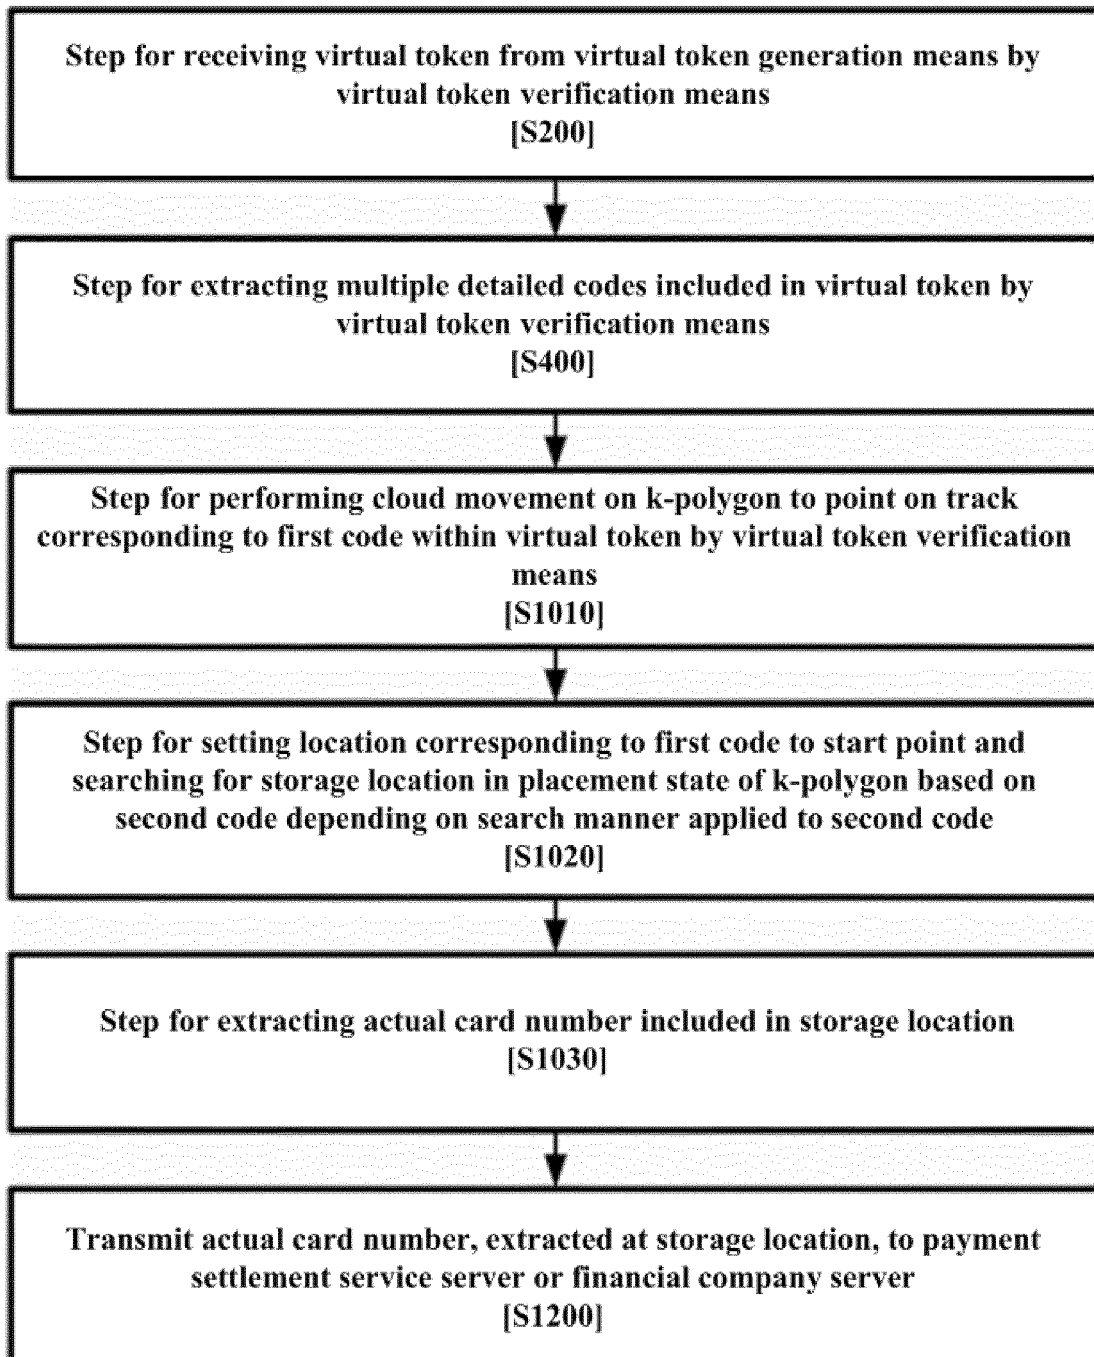 Step for receiving virtual token from virtual token generation means by
virtual token verification means
[S200]
Step for extracting multiple detailed codes included in virtual token by
virtual token verification means
[S400]
Step for performing cloud movement on k-polygon to point on track
corresponding to first code within virtual token by virtual token verification
means
[S1010]
Step for setting location corresponding to first code to start point and
searching for storage location in placement state of k-polygon based on
second code depending on search manner applied to second code
[S1020]
Step for extracting actual card number included in storage location
[S1030]
Transmit actual card number, extracted at storage location, to payment
settlement service server or financial company server
[S1200]